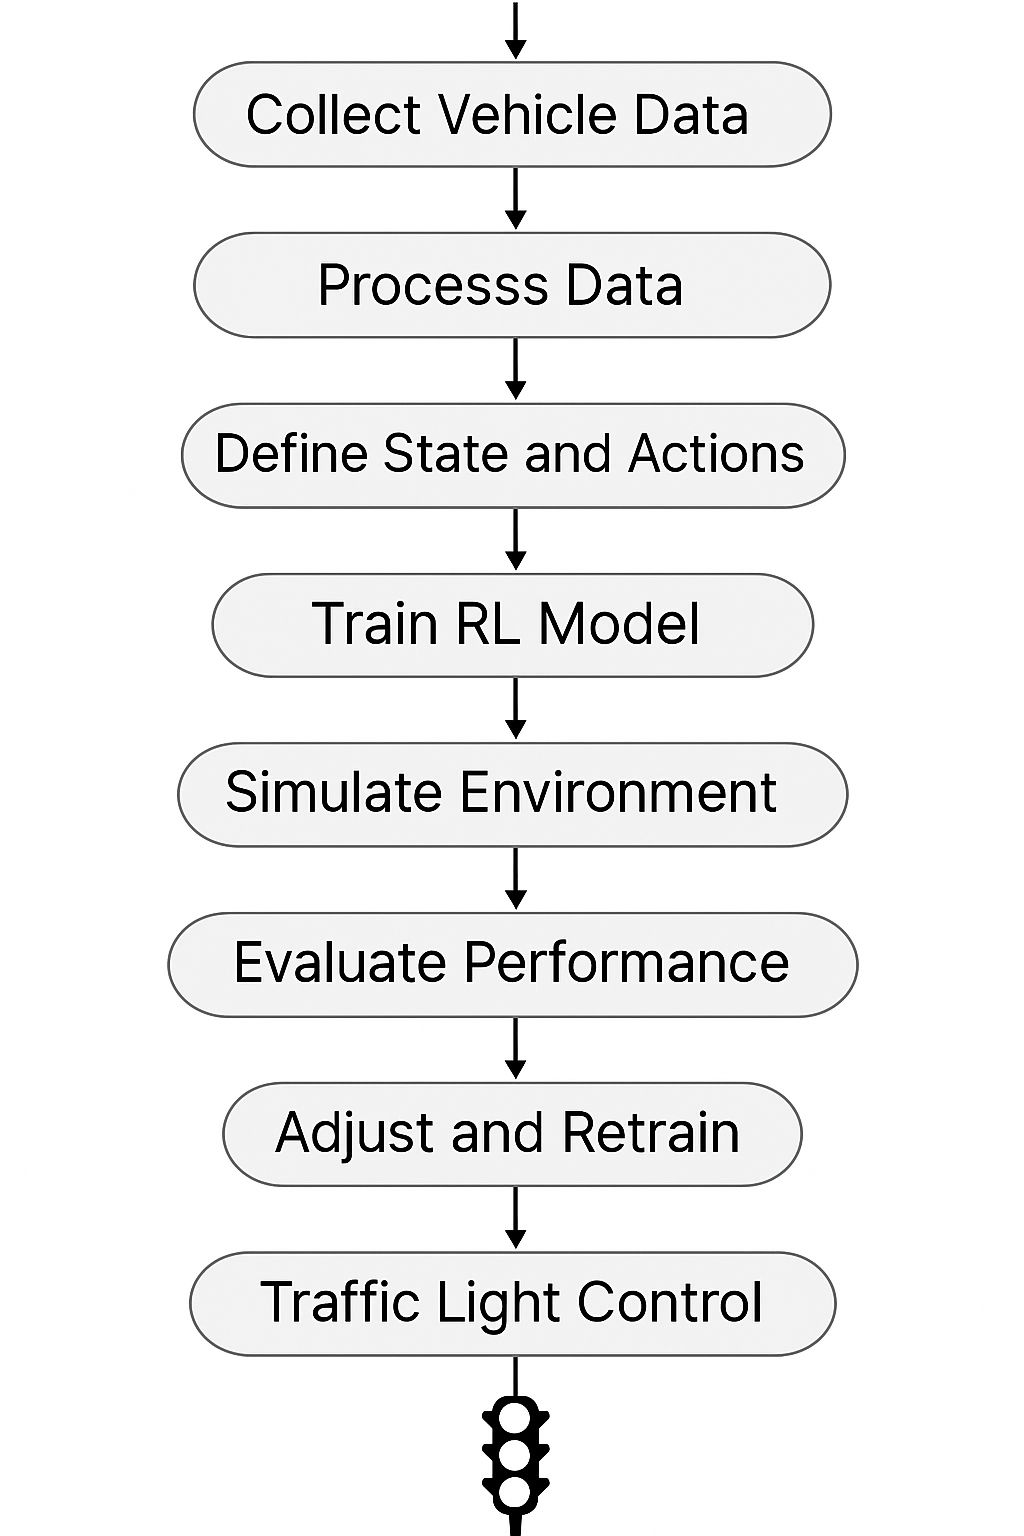 Collect Vehicle Data
Processs Data
Define State and Actions
Train RL Model
Simulate Environment
Evaluate Performance
Adjust and Retrain
Traffic Light Control